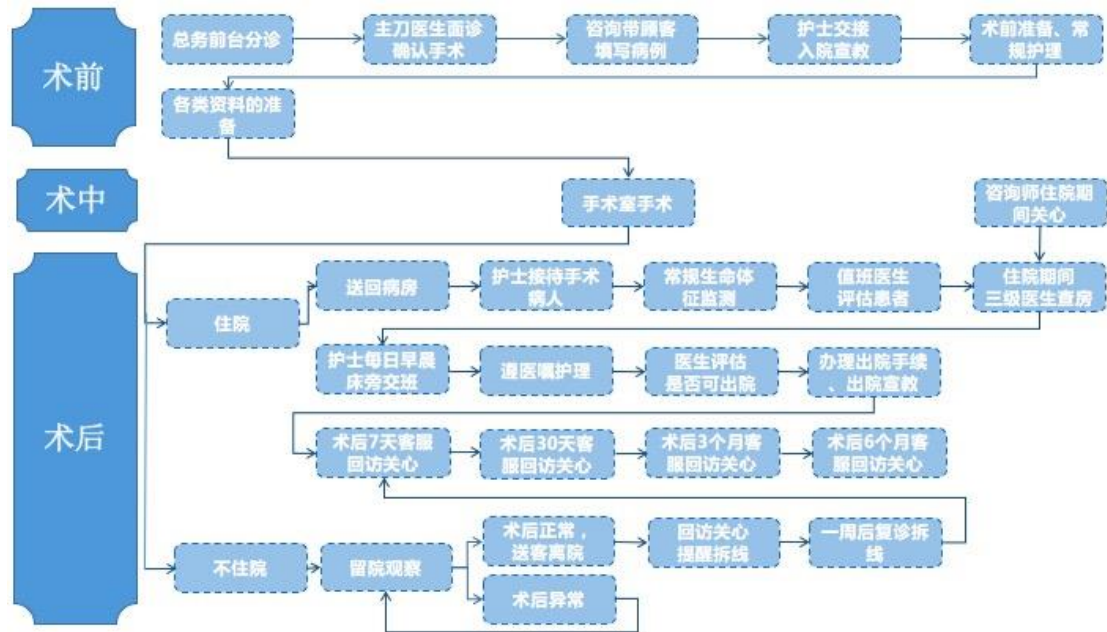 术前
总务前台分诊
主刀医生面诊
确认手术
咨询带顾客
填写病例
护士交接
入院宣教
术前准备、常
规护理
各类资料的准
备
术中
手术室手术
咨询师住院期
间关心
术后
住院
送回病房
护士接待手术
病人
常规生命体
征监测
值班医生
评估患者
住院期间
三级医生查房
护士每日早晨
床旁交班
遵医嘱护理
医生评估
是否可出院
办理出院手续
、出院宣教
术后7天客服
回访关心
术后30天客
服回访关心
术后3个月客
服回访关心
术后6个月客
服回访关心
不住院
留院观察
术后正常，
送客离院
回访关心
提醒拆线
一周后复诊拆
线
术后异常